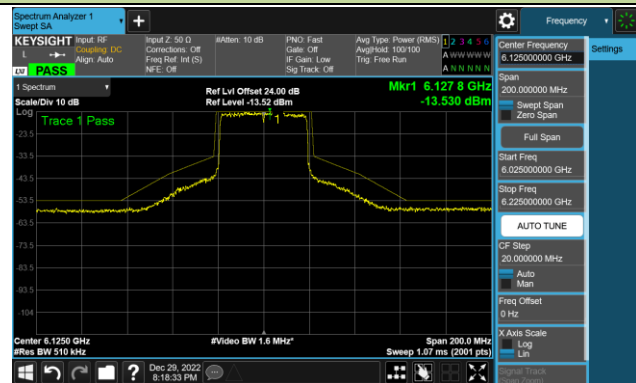 Spectrum Analyzer 1
Swept SA
Frequency
KEYSIGHT
L
LXI
PASS
Input: RF
Coupling: DC
Align: Auto
Input Z: 50 Ω
Corrections: Off
Freq Ref: Int (S)
NFE: Off
#Atten: 10 dB
PNO: Fast
Gate: Off
IF Gain: Low
Sig Track: Off
Avg Type: Power (RMS)
Avg|Hold: 100/100
Trig: Free Run
1 2 3 4 5 6
A W W W W W
A N N N N N
1 Spectrum
Scale/Div 10 dB
Log
Ref Lvl Offset 24.00 dB
Ref Level -13.52 dBm
Mkr1 6.127 8 GHz
-13.530 dBm
Trace 1 Pass
1
-23.5
-33.5
-43.5
-53.5
-63.5
-73.5
-83.5
-93.5
-104
Center 6.1250 GHz
#Res BW 510 kHz
#Video BW 1.6 MHz*
Span 200.0 MHz
Sweep 1.07 ms (2001 pts)
Dec 29, 2022
8:18:33 PM
?
Center Frequency
6.125000000 GHz
Settings
Span
200.000000 MHz
Swept Span
Zero Span
Full Span
Start Freq
6.025000000 GHz
Stop Freq
6.225000000 GHz
AUTO TUNE
CF Step
20.000000 MHz
Auto
Man
Freq Offset
0 Hz
X Axis Scale
Log
Lin
Signal Track
(Span Zoom)